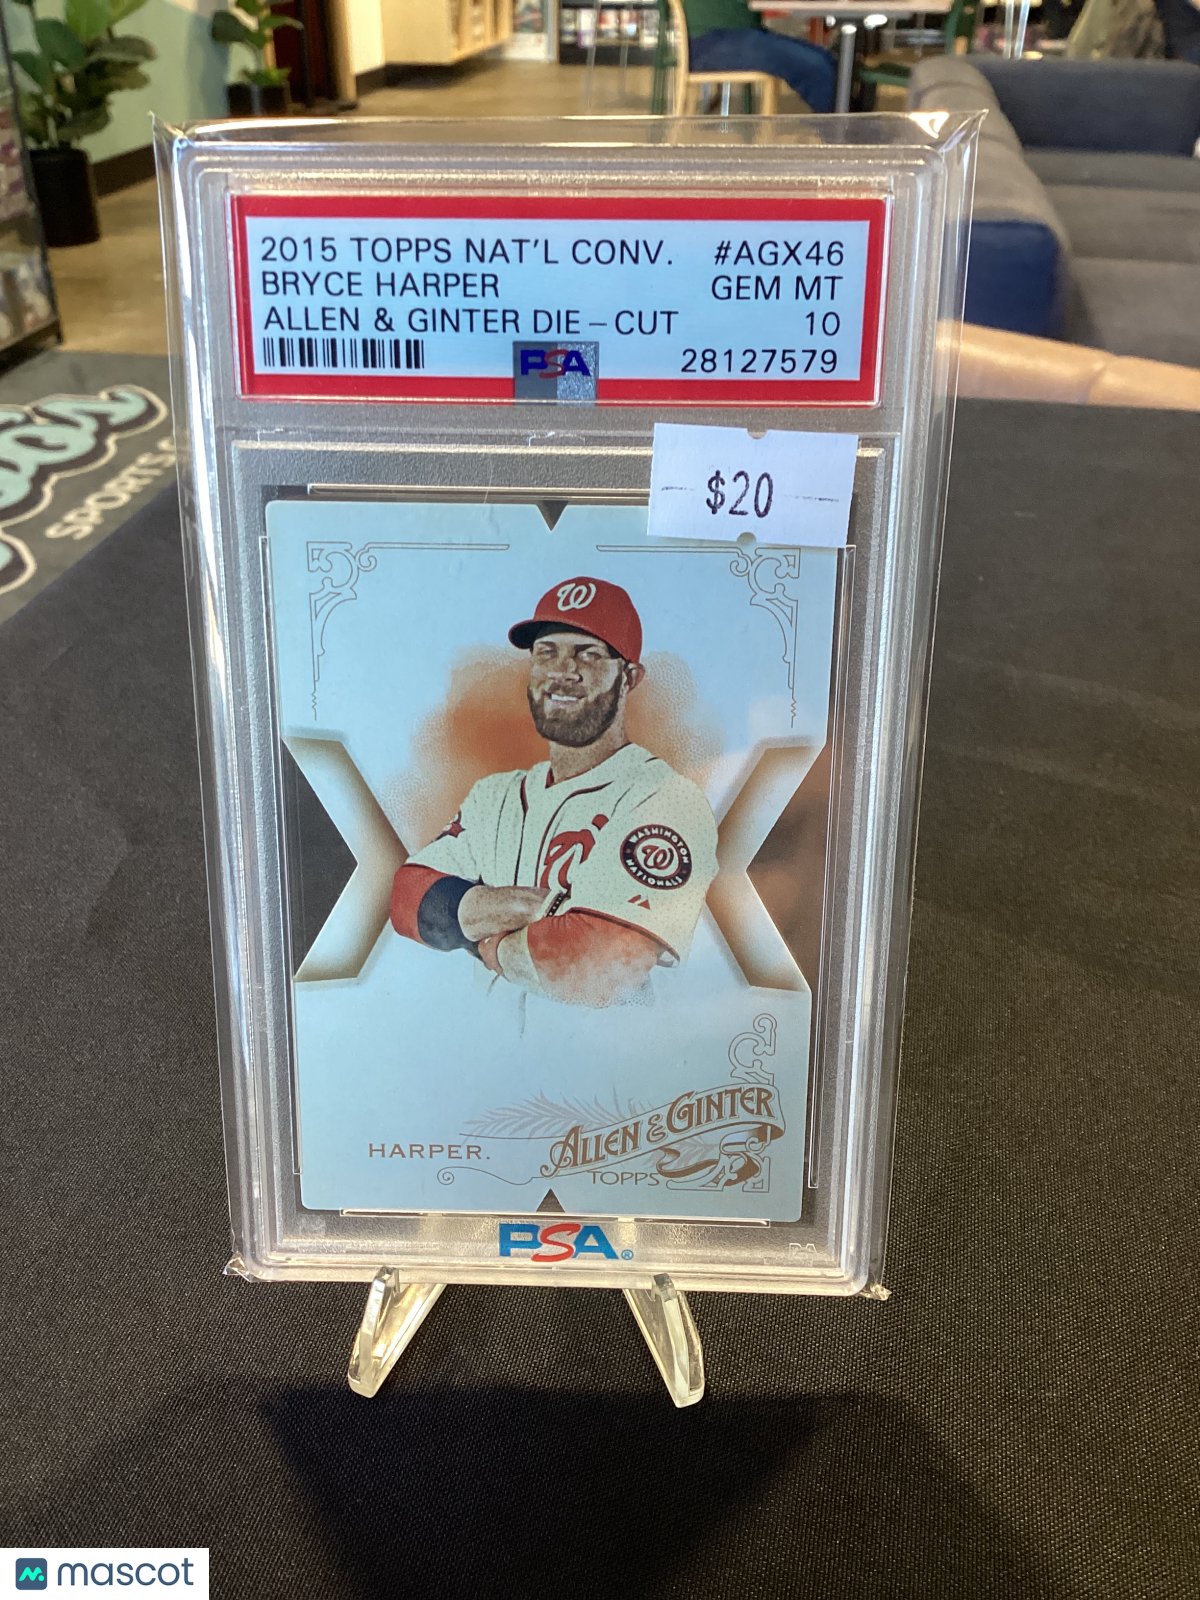 2015 TOPPS NAT'L CONV. #AGX46
BRYCE HARPER GEM MT
ALLEN & GINTER DIE-CUT 10
PSA 28127579
$20
W
WASHINGTON
W
NATIONALS
HARPER.
ALLEN & GINTER
TOPPS
PSA®
SPORTS
mascot